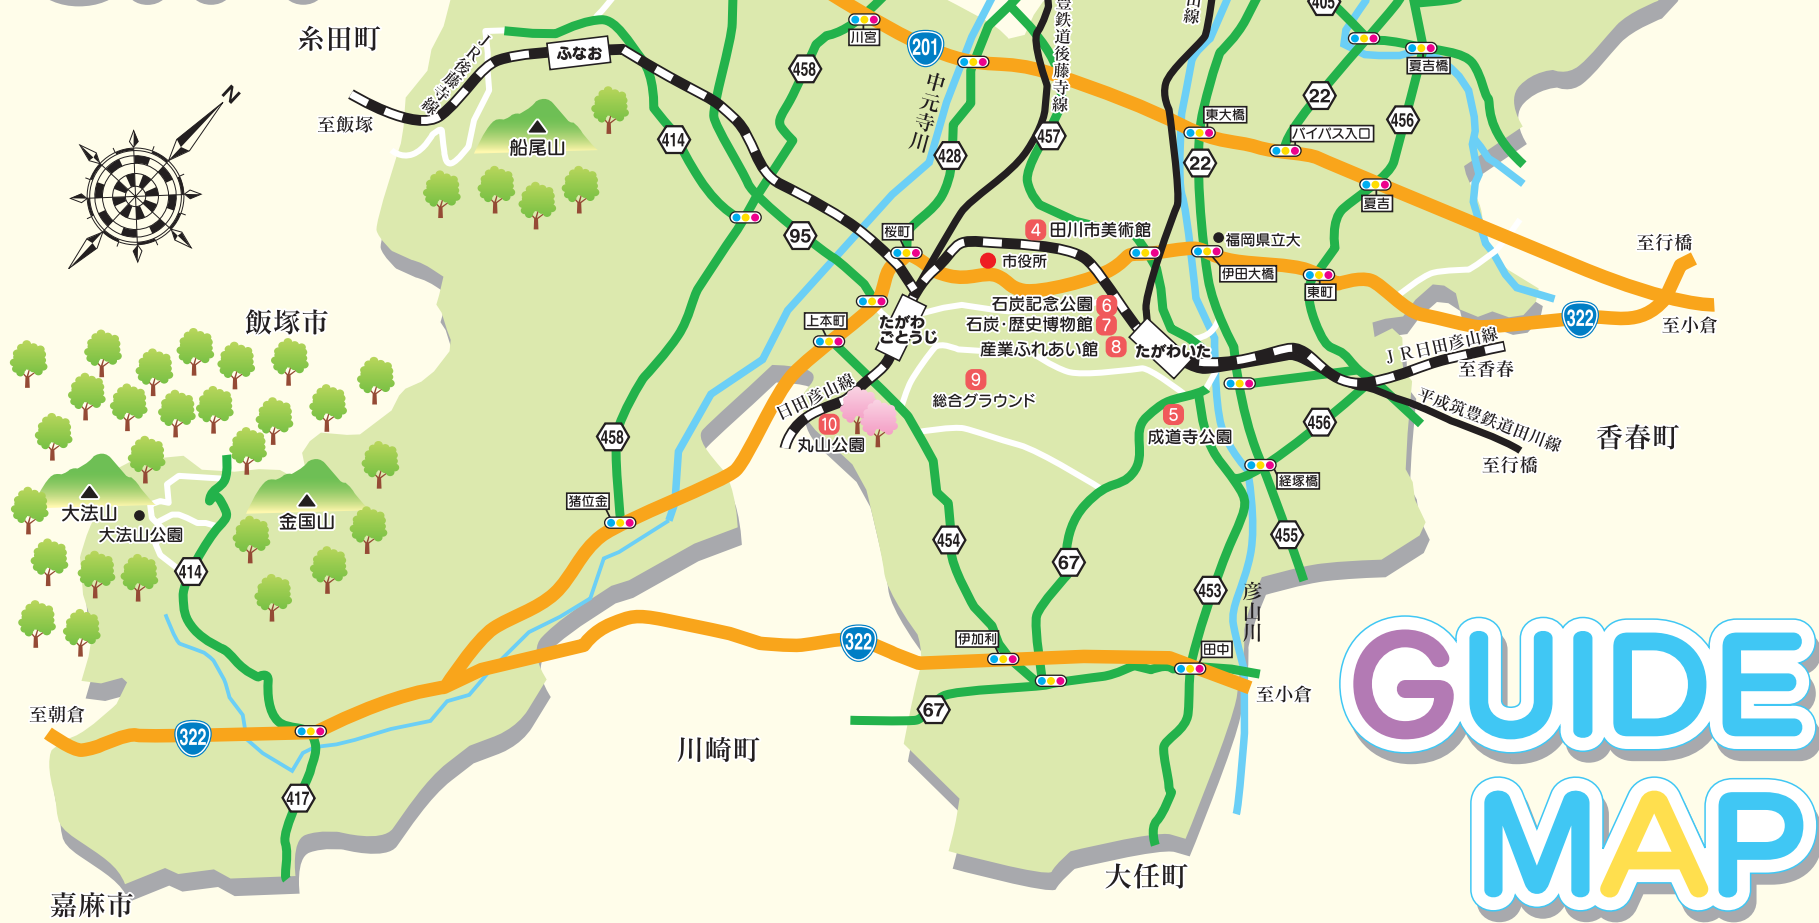 405
豊鉄道後藤寺線
川線
糸田町
JR後藤寺線
ふなお
至飯塚
N
船尾山
川宮
201
458
中元寺川
夏吉橋
22
456
東大橋
バイパス入口
414
457
428
22
夏吉
95
桜町
4 田川市美術館
市役所
福岡県立大
伊田大橋
至行橋
東町
石炭記念公園 6
石炭・歴史博物館 7
産業ふれあい館 8
322
至小倉
飯塚市
上本町
たがわ
ごとうじ
たがわいた
JR日田彦山線
至香春
9
総合グラウンド
日田彦山線
10
丸山公園
5
成道寺公園
平成筑豊鉄道田川線
至行橋
香春町
458
456
経塚橋
猪位金
大法山
大法山公園
金国山
414
454
67
455
453
彦山川
伊加利
田中
322
至小倉
67
至朝倉
322
川崎町
417
大任町
嘉麻市
GUIDE
MAP